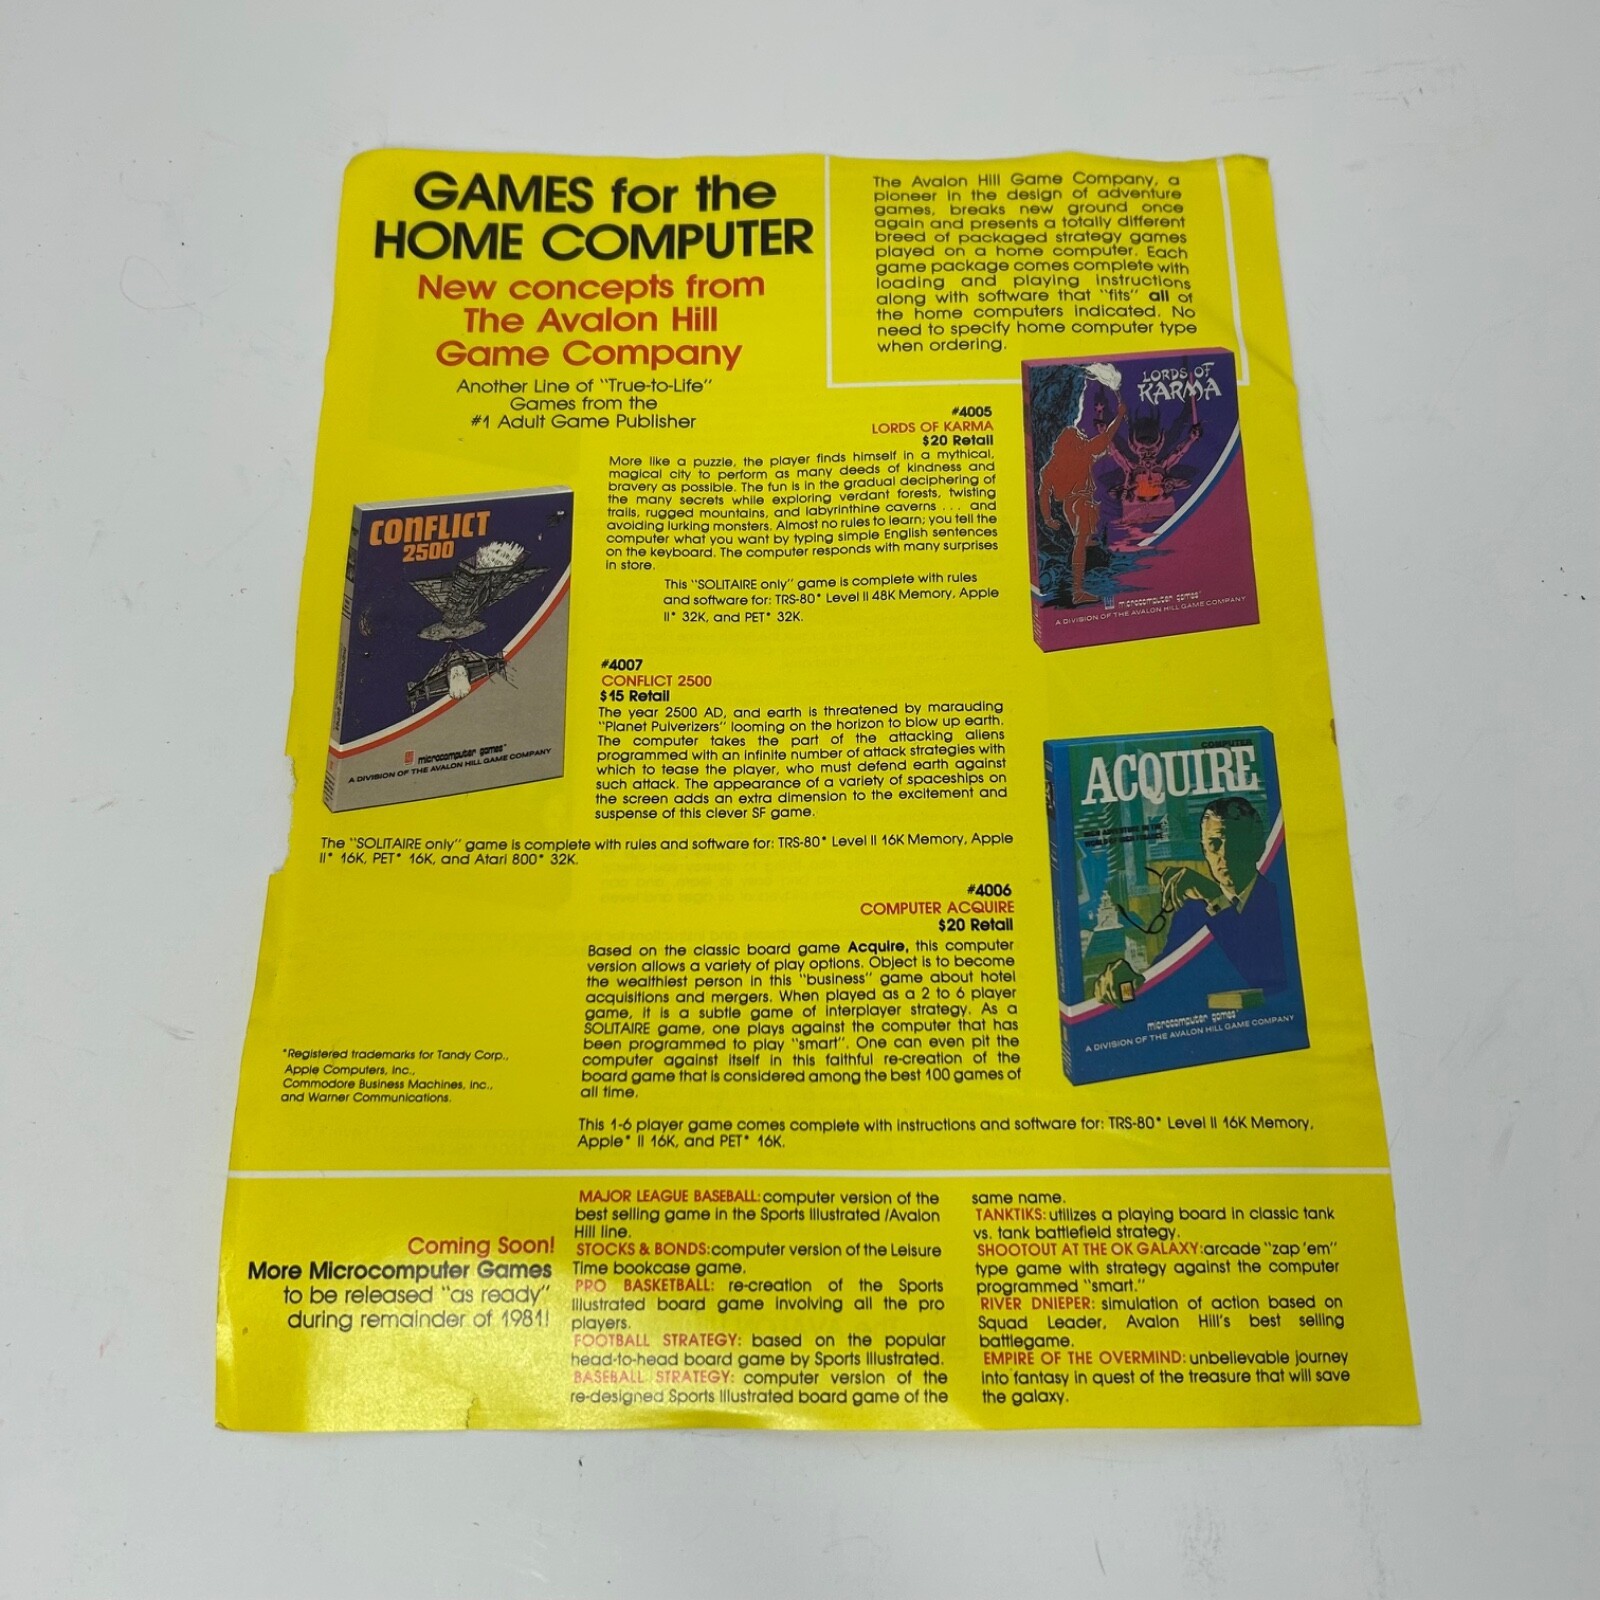 GAMES for the
HOME COMPUTER
New concepts from
The Avalon Hill
Game Company
Another Line of "True-to-Life"
Games from the
#1 Adult Game Publisher
The Avalon Hill Game Company, a
pioneer in the design of adventure
games, breaks new ground once
again and presents a totally different
breed of packaged strategy games
played on a home computer. Each
game package comes complete with
loading and playing instructions
along with software that "fits" all of
the home computers indicated. No
need to specify home computer type
when ordering.
LORDS OF
KARMA
microcomputer games™
A DIVISION OF THE AVALON HILL GAME COMPANY
#4005
LORDS OF KARMA
$20 Retail
More like a puzzle, the player finds himself in a mythical,
magical city to perform as many deeds of kindness and
bravery as possible. The fun is in the gradual deciphering of
the many secrets while exploring verdant forests, twisting
trails, rugged mountains, and labyrinthine caverns . . . and
avoiding lurking monsters. Almost no rules to learn; you tell the
computer what you want by typing simple English sentences
on the keyboard. The computer responds with many surprises
in store.
This "SOLITAIRE only" game is complete with rules
and software for: TRS-80* Level II 48K Memory, Apple
II* 32K, and PET* 32K.
CONFLICT
2500
microcomputer games™
A DIVISION OF THE AVALON HILL GAME COMPANY
#4007
CONFLICT 2500
$15 Retail
The year 2500 AD, and earth is threatened by marauding
"Planet Pulverizers" looming on the horizon to blow up earth.
The computer takes the part of the attacking aliens
programmed with an infinite number of attack strategies with
which to tease the player, who must defend earth against
such attack. The appearance of a variety of spaceships on
the screen adds an extra dimension to the excitement and
suspense of this clever SF game.
The "SOLITAIRE only" game is complete with rules and software for: TRS-80* Level II 16K Memory, Apple
II* 16K, PET* 16K, and Atari 800* 32K.
COMPUTER
ACQUIRE
microcomputer games™
A DIVISION OF THE AVALON HILL GAME COMPANY
#4006
COMPUTER ACQUIRE
$20 Retail
Based on the classic board game Acquire, this computer
version allows a variety of play options. Object is to become
the wealthiest person in this "business" game about hotel
acquisitions and mergers. When played as a 2 to 6 player
game, it is a subtle game of interplayer strategy. As a
SOLITAIRE game, one plays against the computer that has
been programmed to play "smart". One can even pit the
computer against itself in this faithful re-creation of the
board game that is considered among the best 100 games of
all time.
This 1-6 player game comes complete with instructions and software for: TRS-80* Level II 16K Memory,
Apple* II 16K, and PET* 16K.
*Registered trademarks for Tandy Corp.,
Apple Computers, Inc.,
Commodore Business Machines, Inc.,
and Warner Communications.
Coming Soon!
More Microcomputer Games
to be released "as ready"
during remainder of 1981!
MAJOR LEAGUE BASEBALL: computer version of the
best selling game in the Sports Illustrated /Avalon
Hill line.
STOCKS & BONDS: computer version of the Leisure
Time bookcase game.
PRO BASKETBALL: re-creation of the Sports
Illustrated board game involving all the pro
players.
FOOTBALL STRATEGY: based on the popular
head-to-head board game by Sports Illustrated.
BASEBALL STRATEGY: computer version of the
re-designed Sports Illustrated board game of the
same name.
TANKTIKS: utilizes a playing board in classic tank
vs. tank battlefield strategy.
SHOOTOUT AT THE OK GALAXY: arcade "zap 'em"
type game with strategy against the computer
programmed "smart."
RIVER DNIEPER: simulation of action based on
Squad Leader, Avalon Hill's best selling
battlegame.
EMPIRE OF THE OVERMIND: unbelievable journey
into fantasy in quest of the treasure that will save
the galaxy.